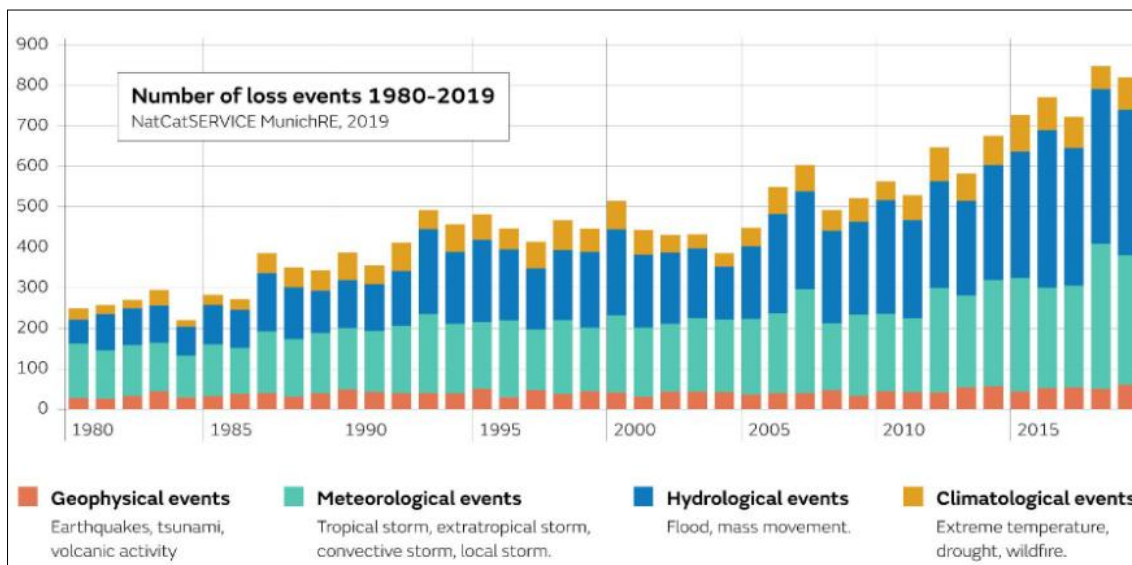 900
800
700
600
500
400
300
200
100
0
Number of loss events 1980-2019
NatCatSERVICE MunichRE, 2019
1980 1985 1990 1995 2000 2005 2010 2015
Geophysical events
Earthquakes, tsunami,
volcanic activity
Meteorological events
Tropical storm, extratropical storm,
convective storm, local storm.
Hydrological events
Flood, mass movement.
Climatological events
Extreme temperature,
drought, wildfire.